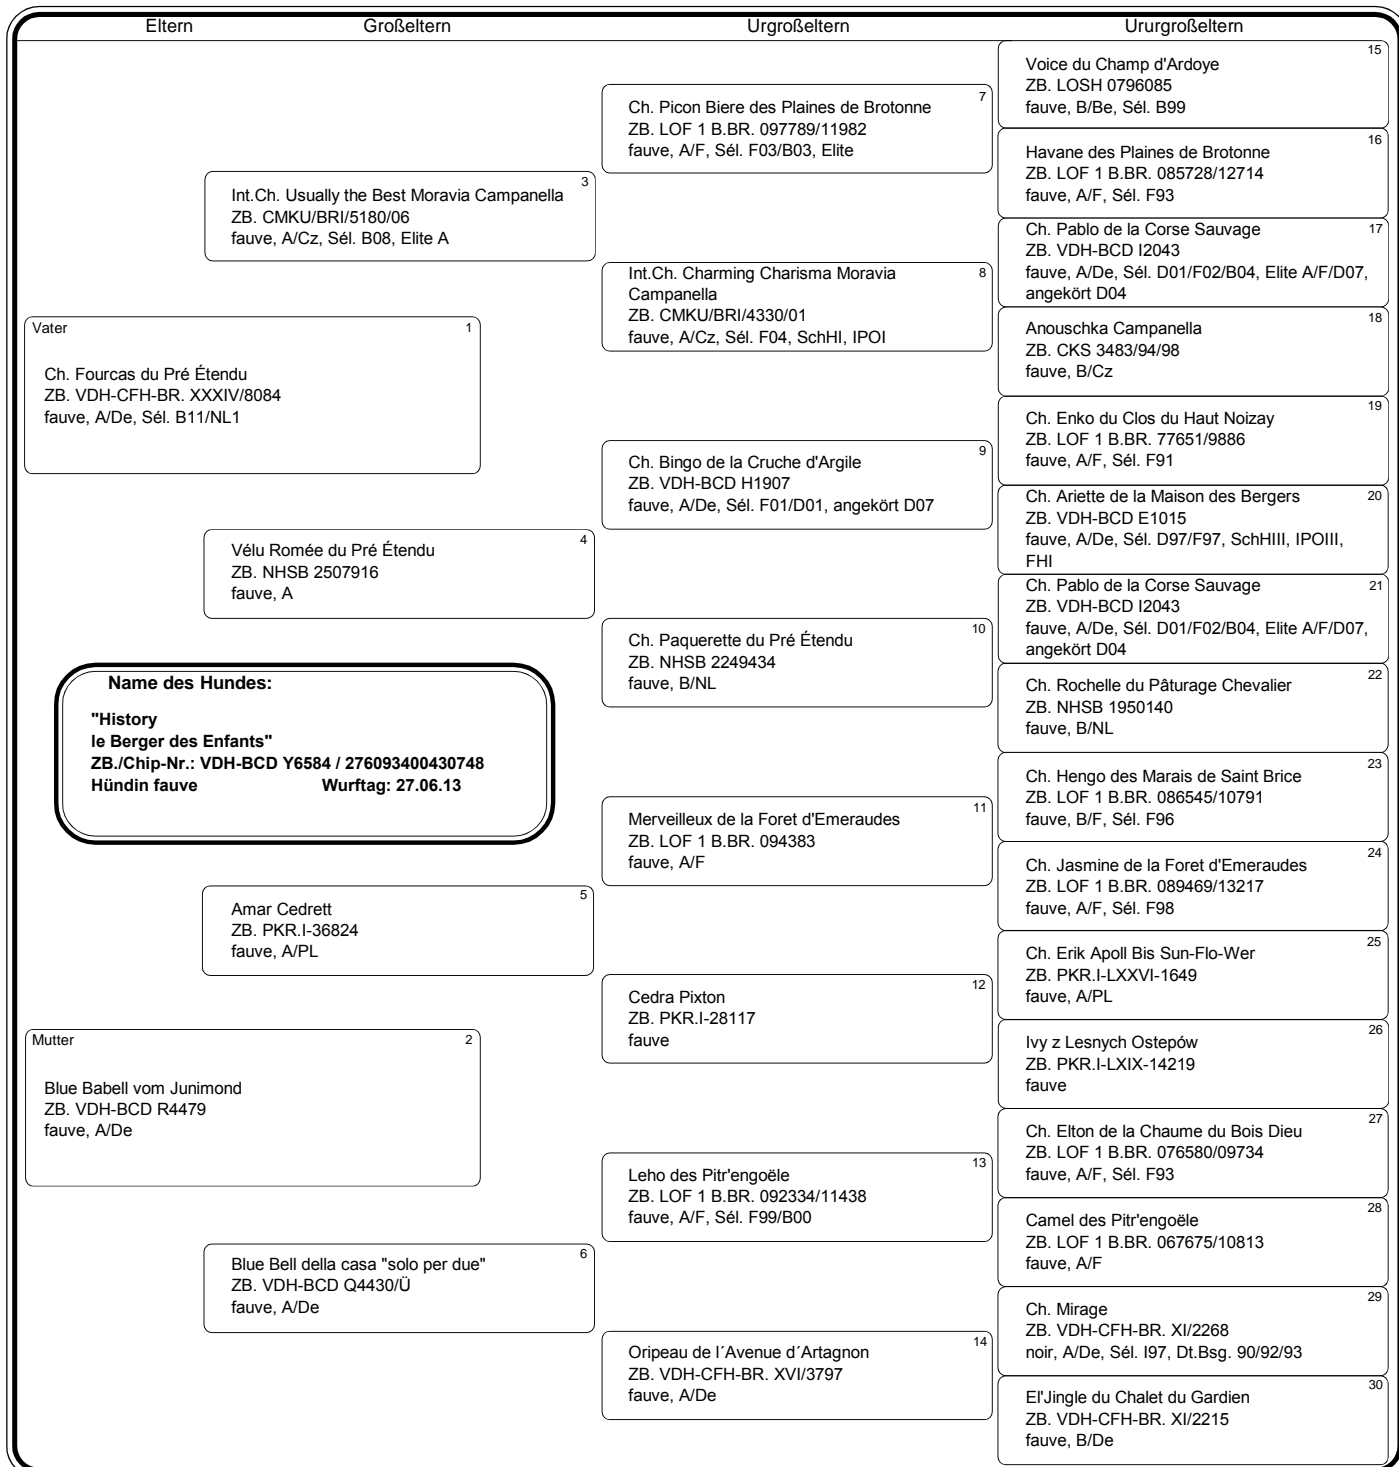 Eltern Großeltern Urgroßeltern Ururgroßeltern
Vater 1
Ch. Fourcas du Pré Étendu
ZB. VDH-CFH-BR. XXXIV/8084
fauve, A/De, Sél. B11/NL1
Mutter 2
Blue Babell vom Junimond
ZB. VDH-BCD R4479
fauve, A/De
3
Int.Ch. Usually the Best Moravia Campanella
ZB. CMKU/BRI/5180/06
fauve, A/Cz, Sél. B08, Elite A
4
Vélu Romée du Pré Étendu
ZB. NHSB 2507916
fauve, A
Name des Hundes:
"History
le Berger des Enfants"
ZB./Chip-Nr.: VDH-BCD Y6584 / 276093400430748
Hündin fauve Wurftag: 27.06.13
5
Amar Cedrett
ZB. PKR.I-36824
fauve, A/PL
6
Blue Bell della casa "solo per due"
ZB. VDH-BCD Q4430/Ü
fauve, A/De
7
Ch. Picon Biere des Plaines de Brotonne
ZB. LOF 1 B.BR. 097789/11982
fauve, A/F, Sél. F03/B03, Elite
8
Int.Ch. Charming Charisma Moravia
Campanella
ZB. CMKU/BRI/4330/01
fauve, A/Cz, Sél. F04, SchHI, IPOI
9
Ch. Bingo de la Cruche d'Argile
ZB. VDH-BCD H1907
fauve, A/De, Sél. F01/D01, angekört D07
10
Ch. Paquerette du Pré Étendu
ZB. NHSB 2249434
fauve, B/NL
11
Merveilleux de la Foret d'Emeraudes
ZB. LOF 1 B.BR. 094383
fauve, A/F
12
Cedra Pixton
ZB. PKR.I-28117
fauve
13
Leho des Pitr'engoële
ZB. LOF 1 B.BR. 092334/11438
fauve, A/F, Sél. F99/B00
14
Oripeau de l´Avenue d´Artagnon
ZB. VDH-CFH-BR. XVI/3797
fauve, A/De
15
Voice du Champ d'Ardoye
ZB. LOSH 0796085
fauve, B/Be, Sél. B99
16
Havane des Plaines de Brotonne
ZB. LOF 1 B.BR. 085728/12714
fauve, A/F, Sél. F93
17
Ch. Pablo de la Corse Sauvage
ZB. VDH-BCD I2043
fauve, A/De, Sél. D01/F02/B04, Elite A/F/D07,
angekört D04
18
Anouschka Campanella
ZB. CKS 3483/94/98
fauve, B/Cz
19
Ch. Enko du Clos du Haut Noizay
ZB. LOF 1 B.BR. 77651/9886
fauve, A/F, Sél. F91
20
Ch. Ariette de la Maison des Bergers
ZB. VDH-BCD E1015
fauve, A/De, Sél. D97/F97, SchHIII, IPOIII,
FHI
21
Ch. Pablo de la Corse Sauvage
ZB. VDH-BCD I2043
fauve, A/De, Sél. D01/F02/B04, Elite A/F/D07,
angekört D04
22
Ch. Rochelle du Pâturage Chevalier
ZB. NHSB 1950140
fauve, B/NL
23
Ch. Hengo des Marais de Saint Brice
ZB. LOF 1 B.BR. 086545/10791
fauve, B/F, Sél. F96
24
Ch. Jasmine de la Foret d'Emeraudes
ZB. LOF 1 B.BR. 089469/13217
fauve, A/F, Sél. F98
25
Ch. Erik Apoll Bis Sun-Flo-Wer
ZB. PKR.I-LXXVI-1649
fauve, A/PL
26
Ivy z Lesnych Ostepów
ZB. PKR.I-LXIX-14219
fauve
27
Ch. Elton de la Chaume du Bois Dieu
ZB. LOF 1 B.BR. 076580/09734
fauve, A/F, Sél. F93
28
Camel des Pitr'engoële
ZB. LOF 1 B.BR. 067675/10813
fauve, A/F
29
Ch. Mirage
ZB. VDH-CFH-BR. XI/2268
noir, A/De, Sél. I97, Dt.Bsg. 90/92/93
30
El'Jingle du Chalet du Gardien
ZB. VDH-CFH-BR. XI/2215
fauve, B/De